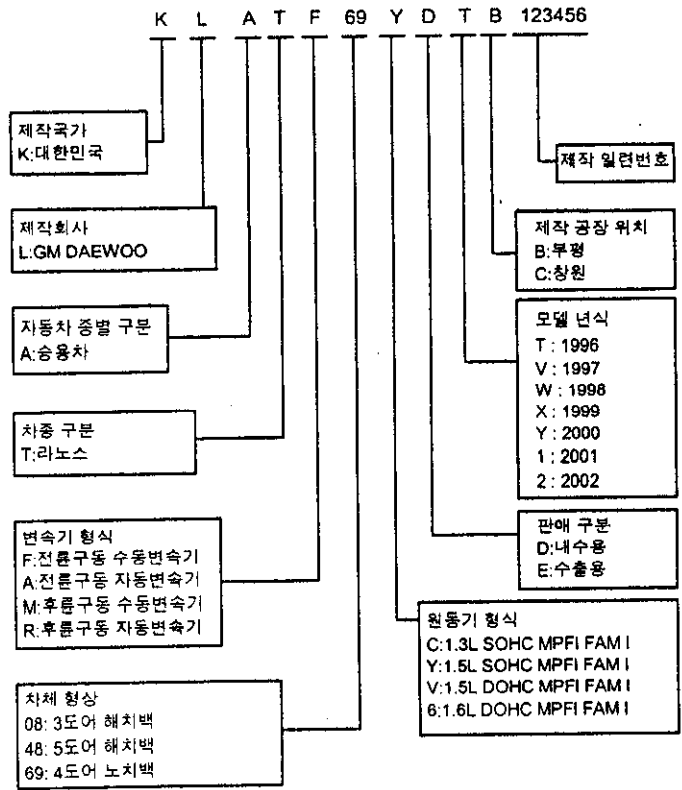 K L A T F 69 Y D T B 123456
제작국가
K:대한민국
제작회사
L:GM DAEWOO
자동차 종별 구분
A:승용차
차종 구분
T:라노스
변속기 형식
F:전륜구동 수동변속기
A:전륜구동 자동변속기
M:후륜구동 수동변속기
R:후륜구동 자동변속기
차체 형상
08: 3도어 해치백
48: 5도어 해치백
69: 4도어 노치백
제작 일련번호
제작 공장 위치
B:부평
C:창원
모델 년식
T : 1996
V : 1997
W : 1998
X : 1999
Y : 2000
1 : 2001
2 : 2002
판매 구분
D:내수용
E:수출용
원동기 형식
C:1.3L SOHC MPFI FAM I
Y:1.5L SOHC MPFI FAM I
V:1.5L DOHC MPFI FAM I
6:1.6L DOHC MPFI FAM I